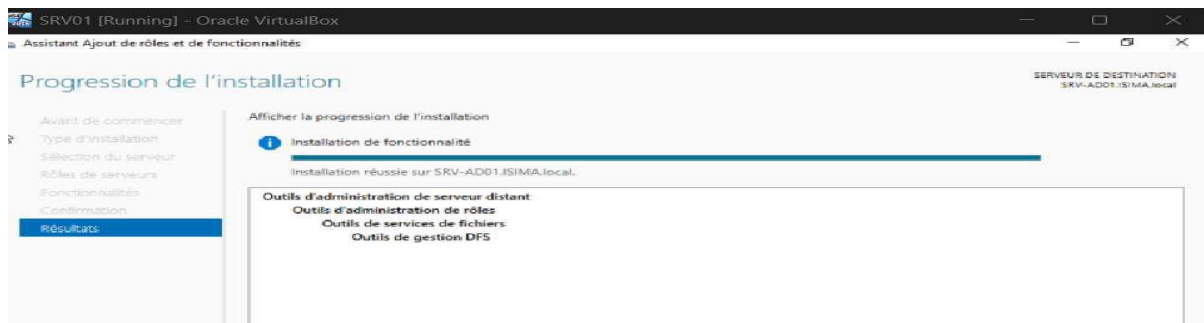 SRV01 [Running] - Oracle VirtualBox
Assistant Ajout de rôles et de fonctionnalités
Progression de l'installation
SERVEUR DE DESTINATION
SRV-AD01.ISIMA.local
Avant de commencer
Type d'installation
Sélection du serveur
Rôles de serveurs
Fonctionnalités
Confirmation
Résultats
Afficher la progression de l'installation
Installation de fonctionnalité
Installation réussie sur SRV-AD01.ISIMA.local.
Outils d'administration de serveur distant
Outils d'administration de rôles
Outils de services de fichiers
Outils de gestion DFS